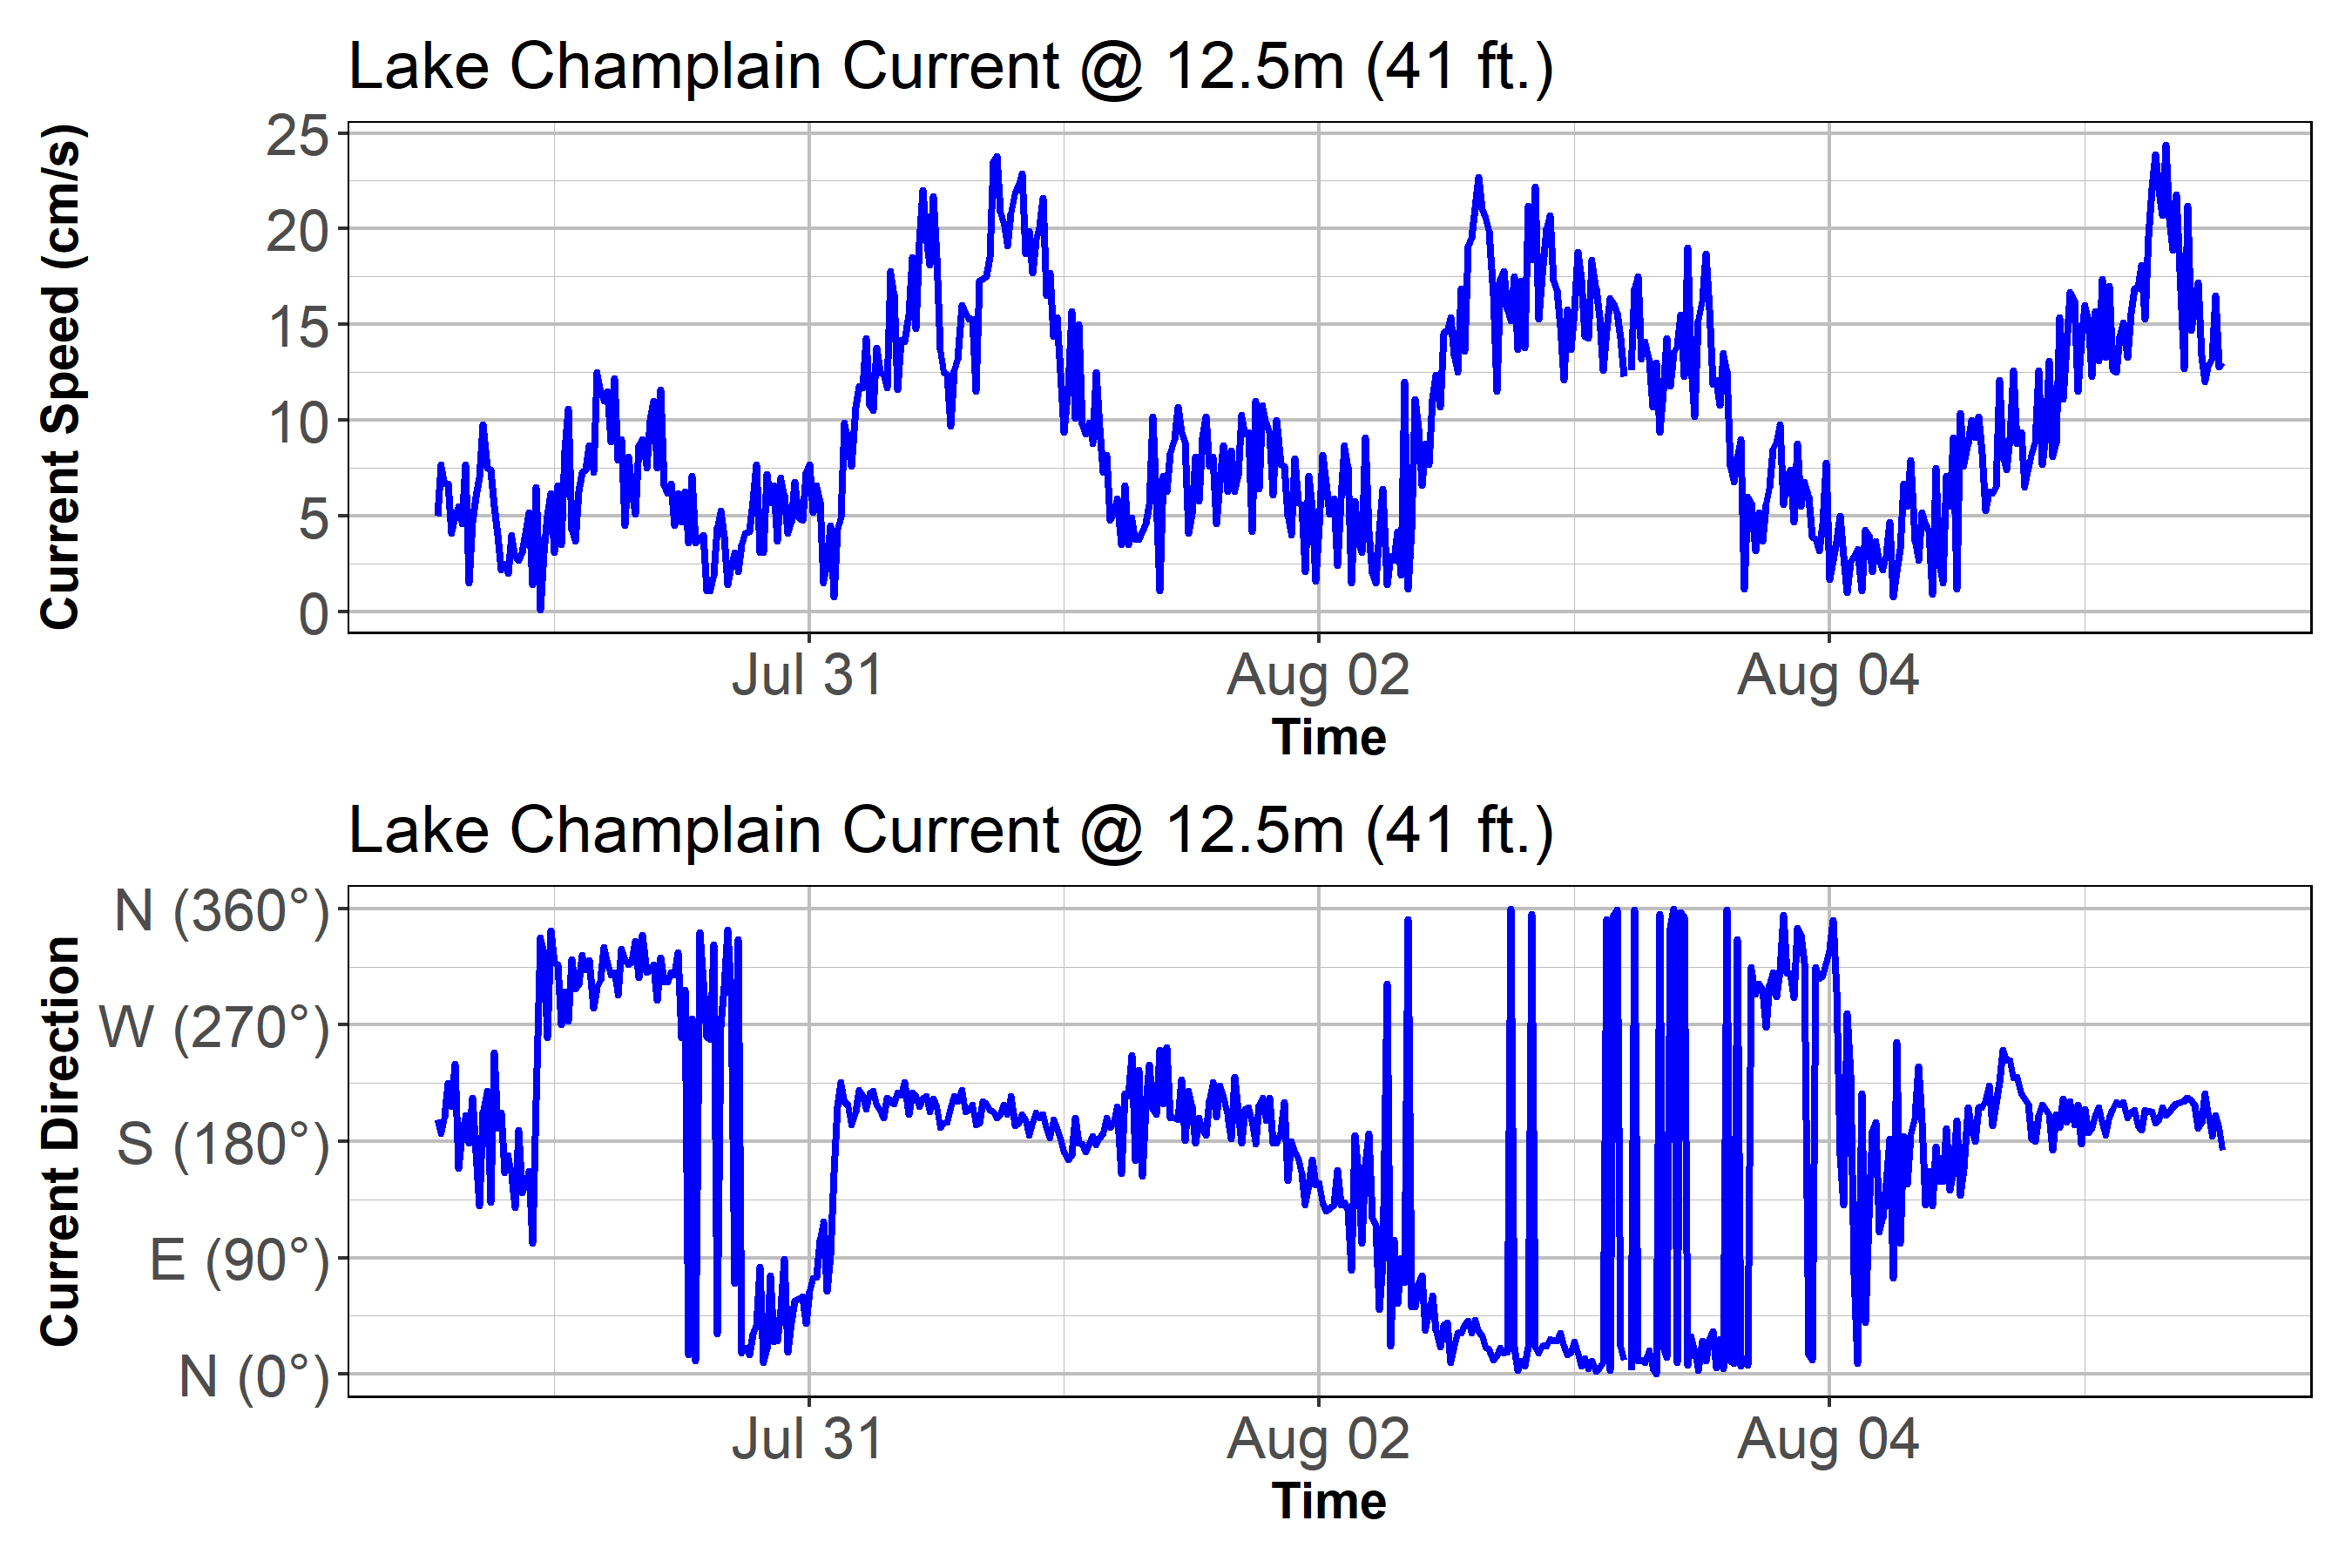 Lake Champlain Current @ 12.5m (41 ft.)
Current Speed (cm/s)
25
20
15
10
5
0
Jul 31
Aug 02
Aug 04
Time
Lake Champlain Current @ 12.5m (41 ft.)
Current Direction
N (360°)
W (270°)
S (180°)
E (90°)
N (0°)
Jul 31
Aug 02
Aug 04
Time